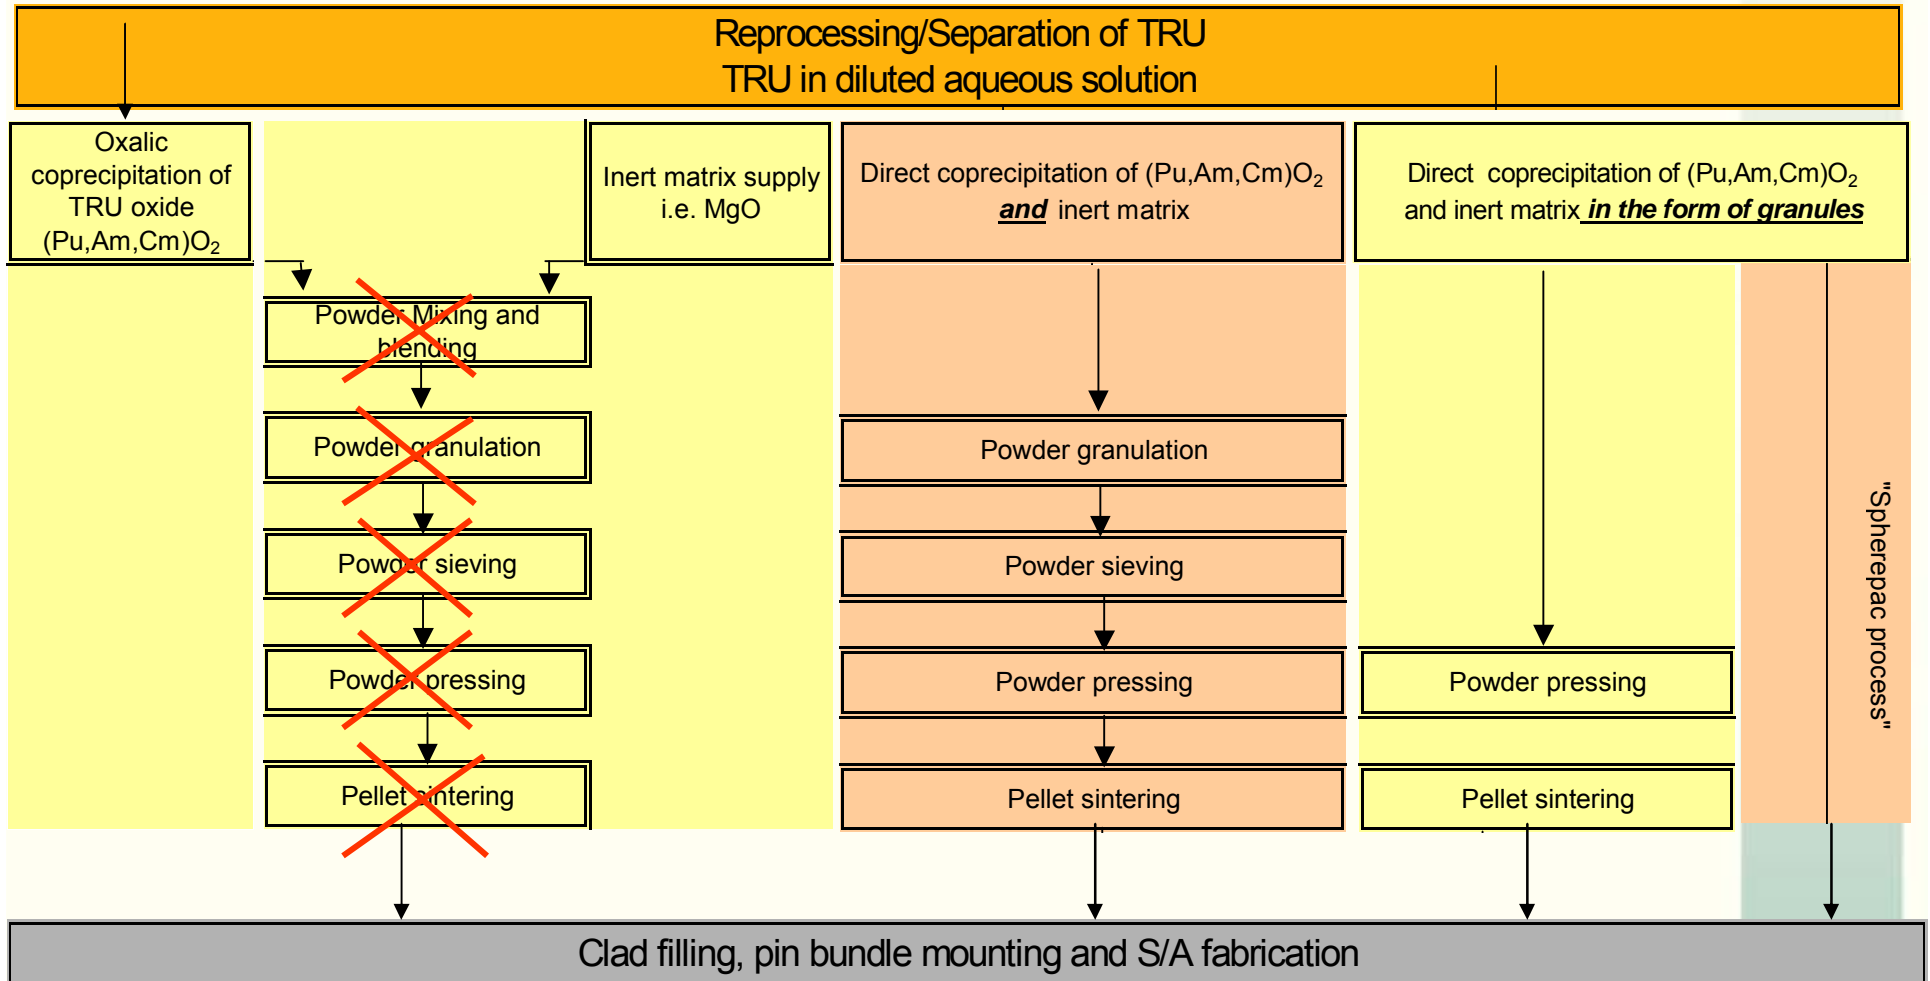 Reprocessing/Separation of TRU
TRU in diluted aqueous solution
Oxalic
coprecipitation of
TRU oxide
(Pu,Am,Cm)O₂
Inert matrix supply
i.e. MgO
Direct coprecipitation of (Pu,Am,Cm)O₂
and inert matrix
Direct coprecipitation of (Pu,Am,Cm)O₂
and inert matrix in the form of granules
Powder Mixing and
blending
Powder granulation
Powder sieving
Powder pressing
Pellet sintering
Powder granulation
Powder sieving
Powder pressing
Pellet sintering
Powder pressing
Pellet sintering
"Spherepac process"
Clad filling, pin bundle mounting and S/A fabrication